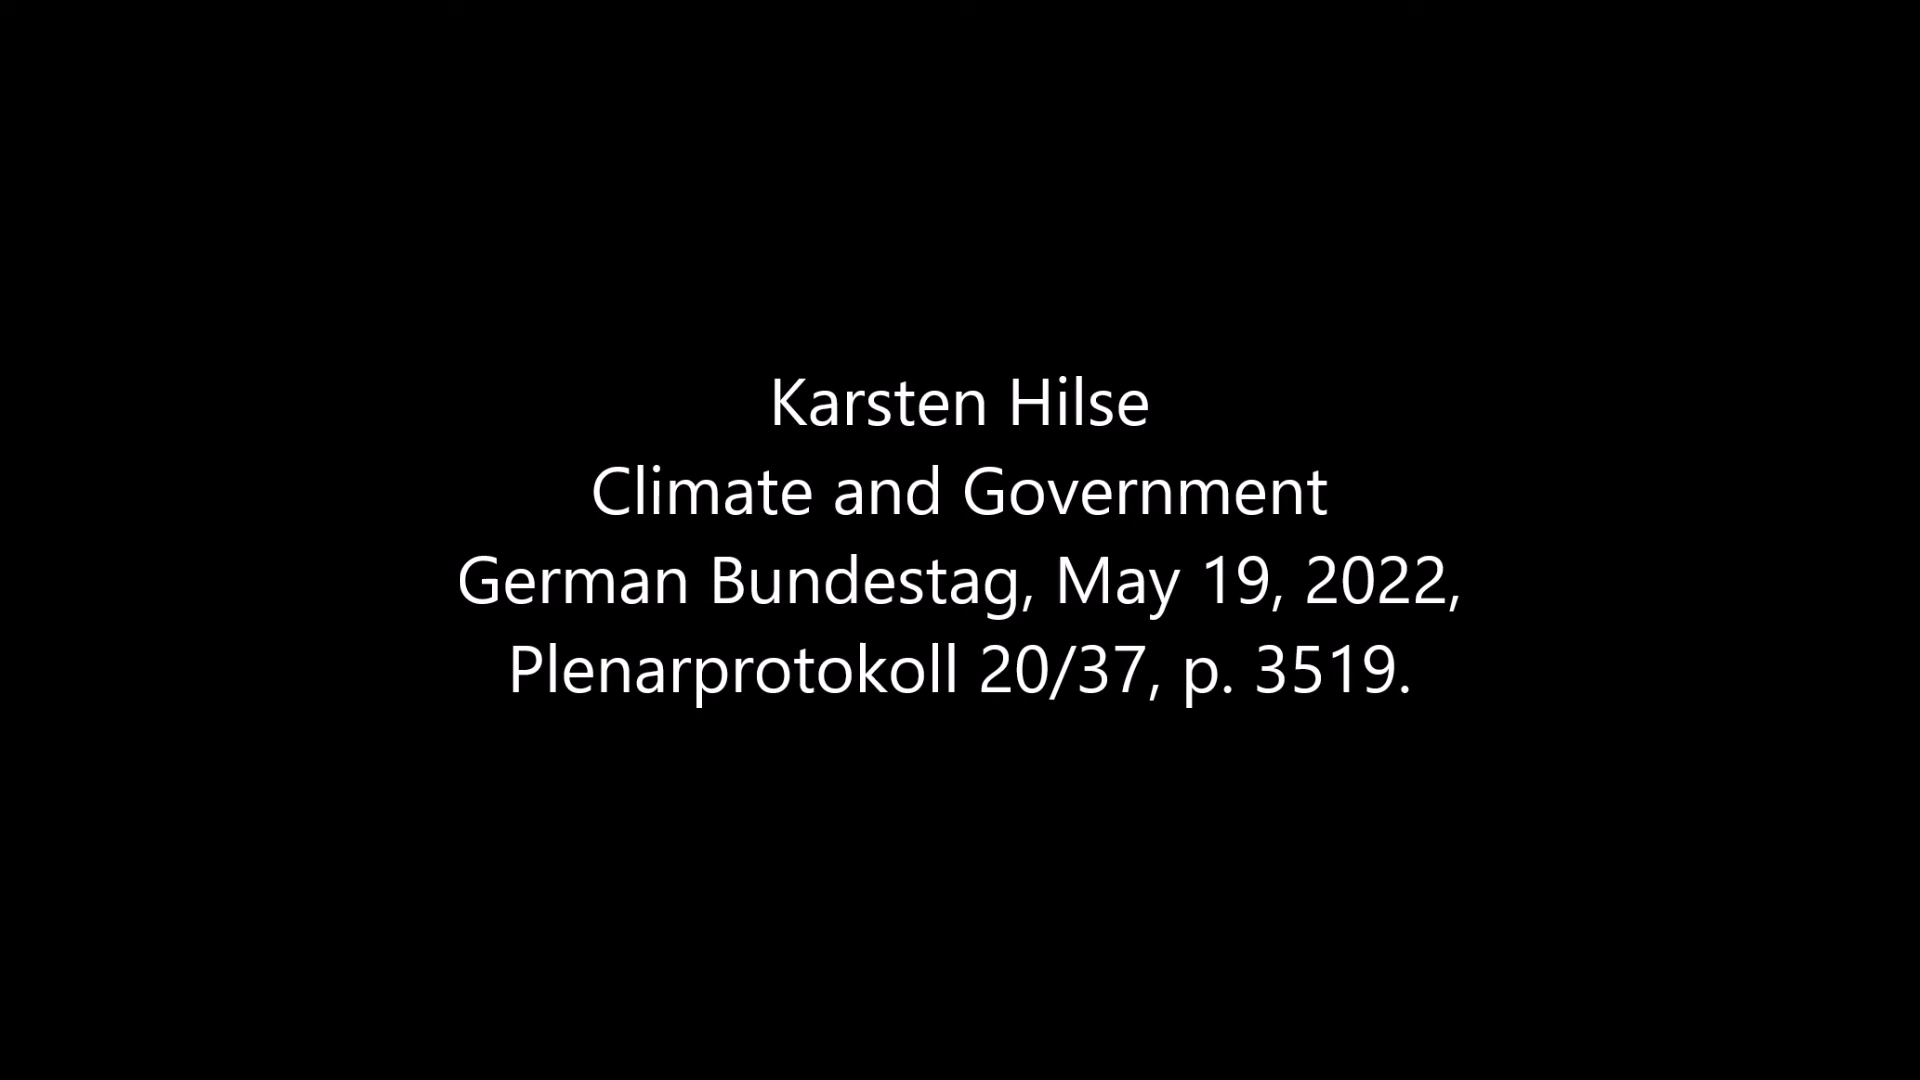 Karsten Hilse
Climate and Government
German Bundestag, May 19, 2022,
Plenarprotokoll 20/37, p. 3519.